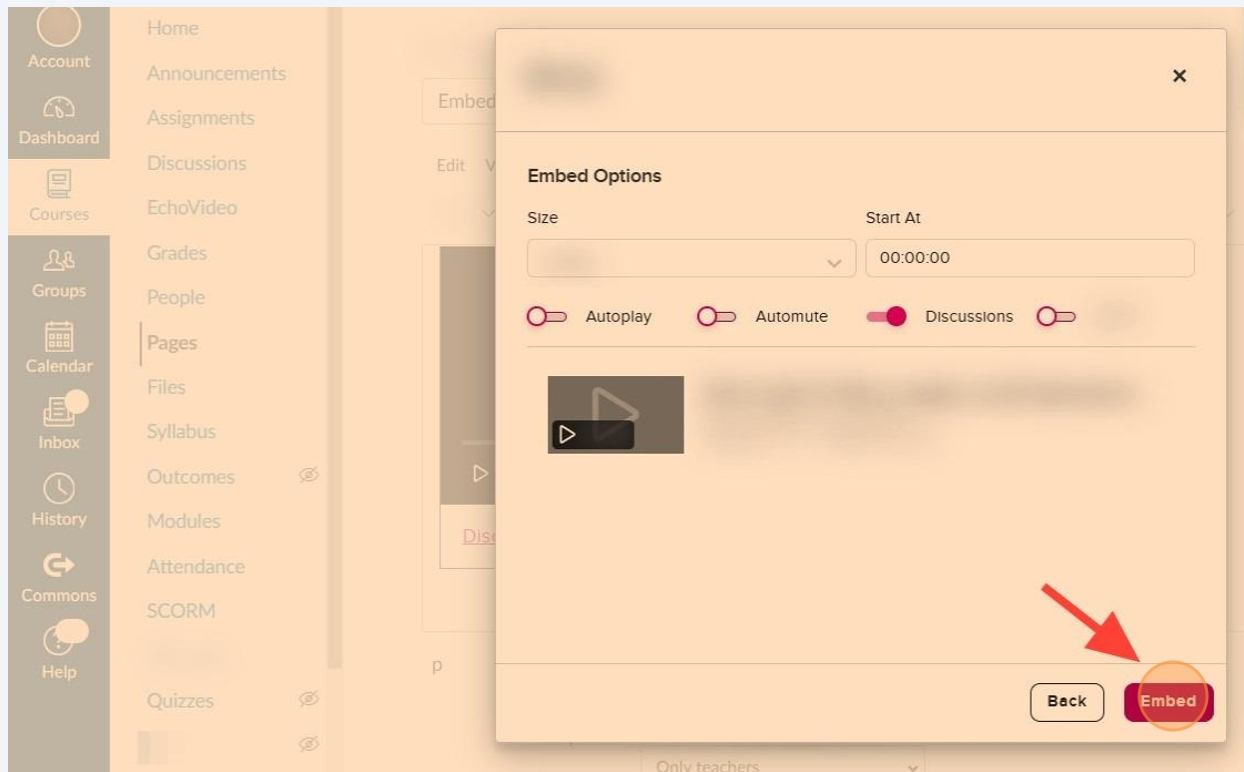 Account
Dashboard
Courses
Groups
Calendar
Inbox
History
Commons
Help
Home
Announcements
Assignments
Discussions
EchoVideo
Grades
People
Pages
Files
Syllabus
Outcomes
Modules
Attendance
SCORM
Quizzes
Embed
Edit V
Disc
p
Only teachers
Embed Options
Size
Start At
00:00:00
Autoplay
Automute
Discussions
Back
Embed